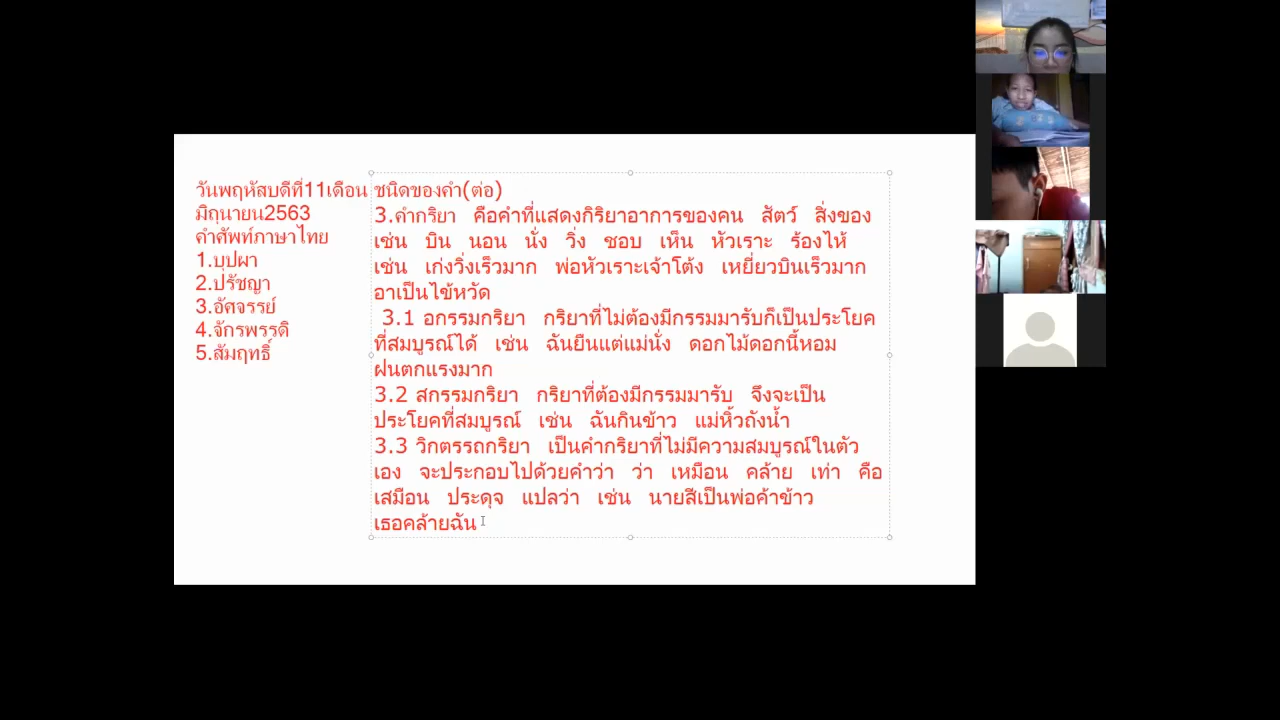 วันพฤหัสบดีที่11เดือน
มิถุนายน2563
คำศัพท์ภาษาไทย
1.บุปผา
2.ปรัชญา
3.อัศจรรย์
4.จักรพรรดิ
5.สัมฤทธิ์
ชนิดของคำ(ต่อ)
3.คำกริยา คือคำที่แสดงกิริยาอาการของคน สัตว์ สิ่งของ
เช่น บิน นอน นั่ง วิ่ง ชอบ เห็น หัวเราะ ร้องไห้
เช่น เก่งวิ่งเร็วมาก พ่อหัวเราะเจ้าโต้ง เหยี่ยวบินเร็วมาก
อาเป็นไข้หวัด
3.1 อกรรมกริยา กริยาที่ไม่ต้องมีกรรมมารับก็เป็นประโยค
ที่สมบูรณ์ได้ เช่น ฉันยืนแต่แม่นั่ง ดอกไม้ดอกนี้หอม
ฝนตกแรงมาก
3.2 สกรรมกริยา กริยาที่ต้องมีกรรมมารับ จึงจะเป็น
ประโยคที่สมบูรณ์ เช่น ฉันกินข้าว แม่หิ้วถังน้ำ
3.3 วิกตรรถกริยา เป็นคำกริยาที่ไม่มีความสมบูรณ์ในตัว
เอง จะประกอบไปด้วยคำว่า ว่า เหมือน คล้าย เท่า คือ
เสมือน ประดุจ แปลว่า เช่น นายสีเป็นพ่อค้าข้าว
เธอคล้ายฉัน